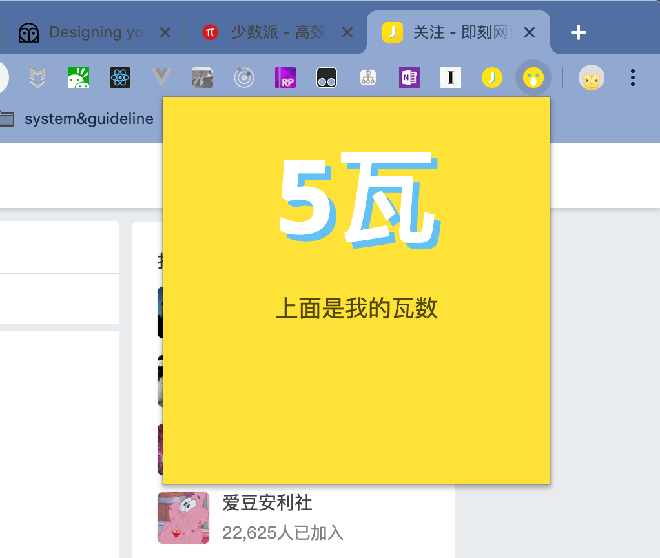 Designing yo
少数派 - 高效
关注 - 即刻网
RP
N
system&guideline
5瓦
上面是我的瓦数
爱豆安利社
22,625人已加入